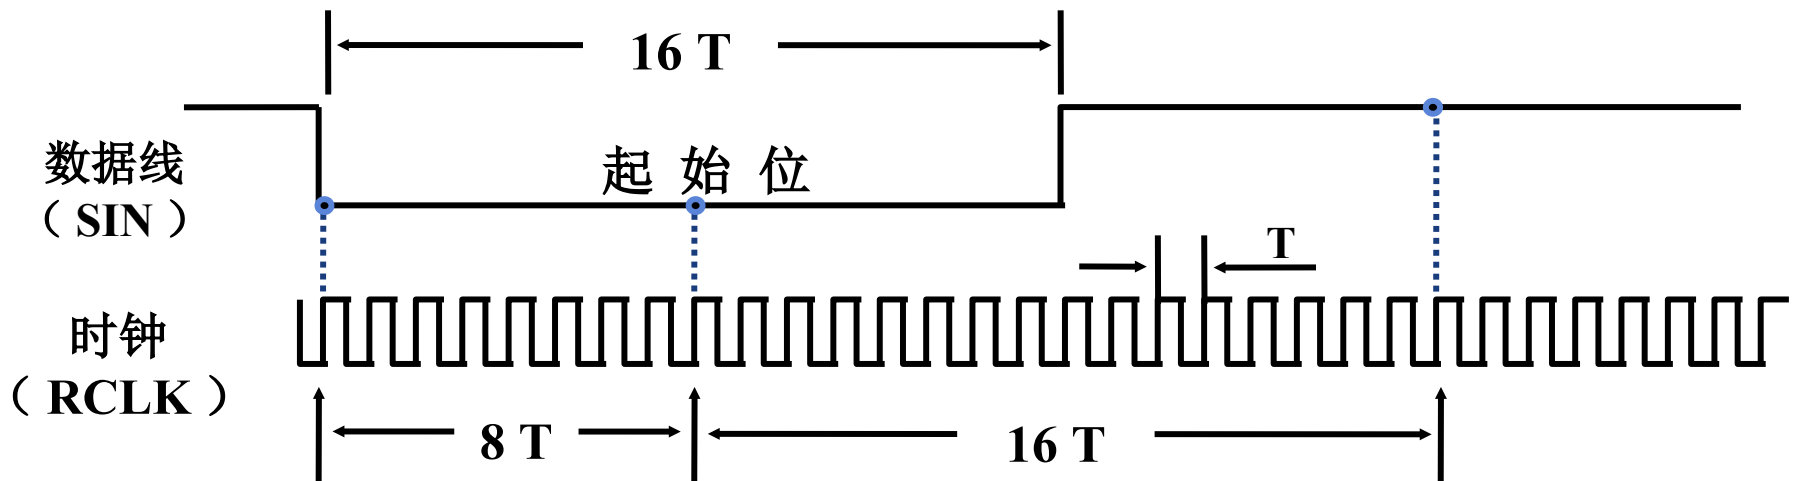 16 T
数据线
（ SIN ）
起 始 位
T
时钟
（ RCLK ）
8 T
16 T